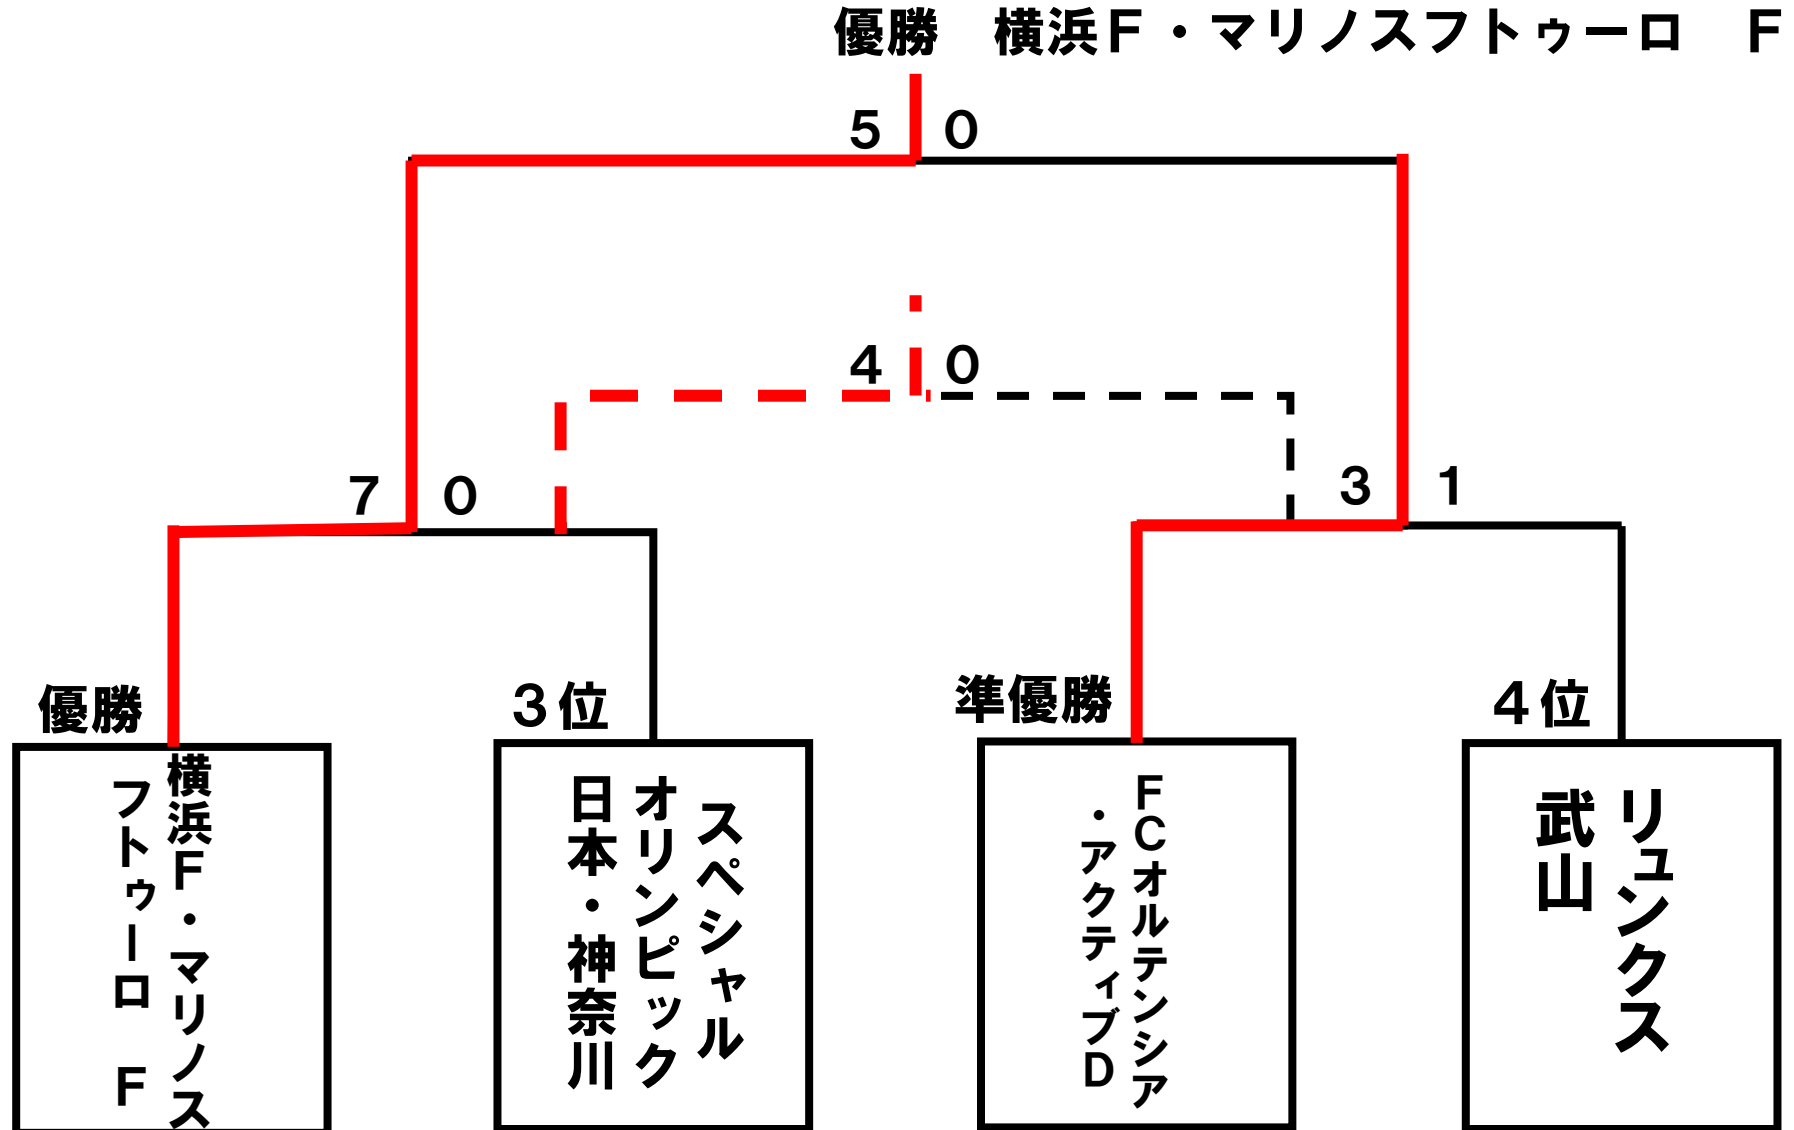 優勝　横浜Ｆ・マリノスフトゥーロ　Ｆ
５　０
４　０
７　０
３　１
優勝
３位
準優勝
４位
横浜Ｆ・マリノス
フトゥーロ　Ｆ
スペシャル
オリンピック
日本・神奈川
ＦＣオルテンシア
・アクティブＤ
リュンクス
武山